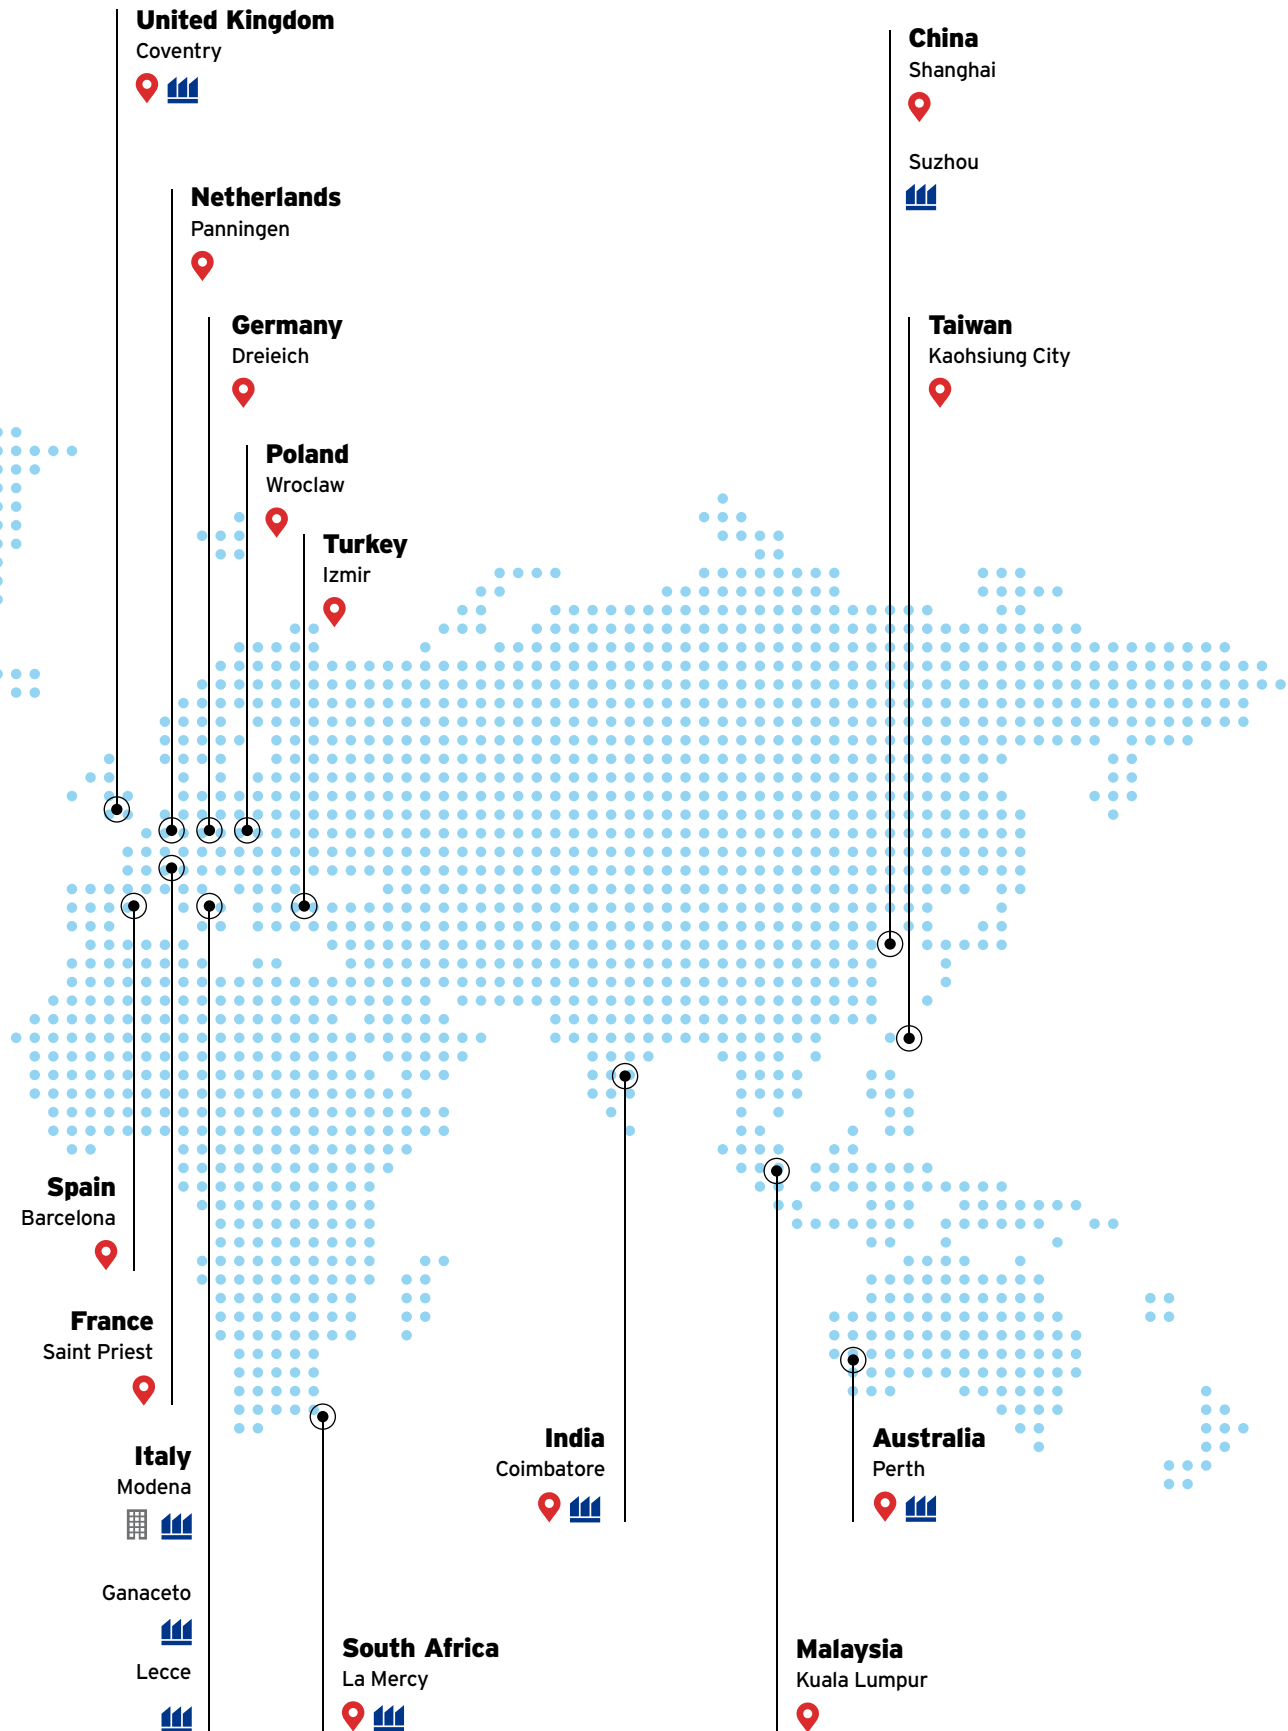 United Kingdom
Coventry
China
Shanghai
Suzhou
Netherlands
Panningen
Germany
Dreieich
Taiwan
Kaohsiung City
Poland
Wroclaw
Turkey
Izmir
Spain
Barcelona
France
Saint Priest
Italy
Modena
Ganaceto
Lecce
India
Coimbatore
Australia
Perth
South Africa
La Mercy
Malaysia
Kuala Lumpur